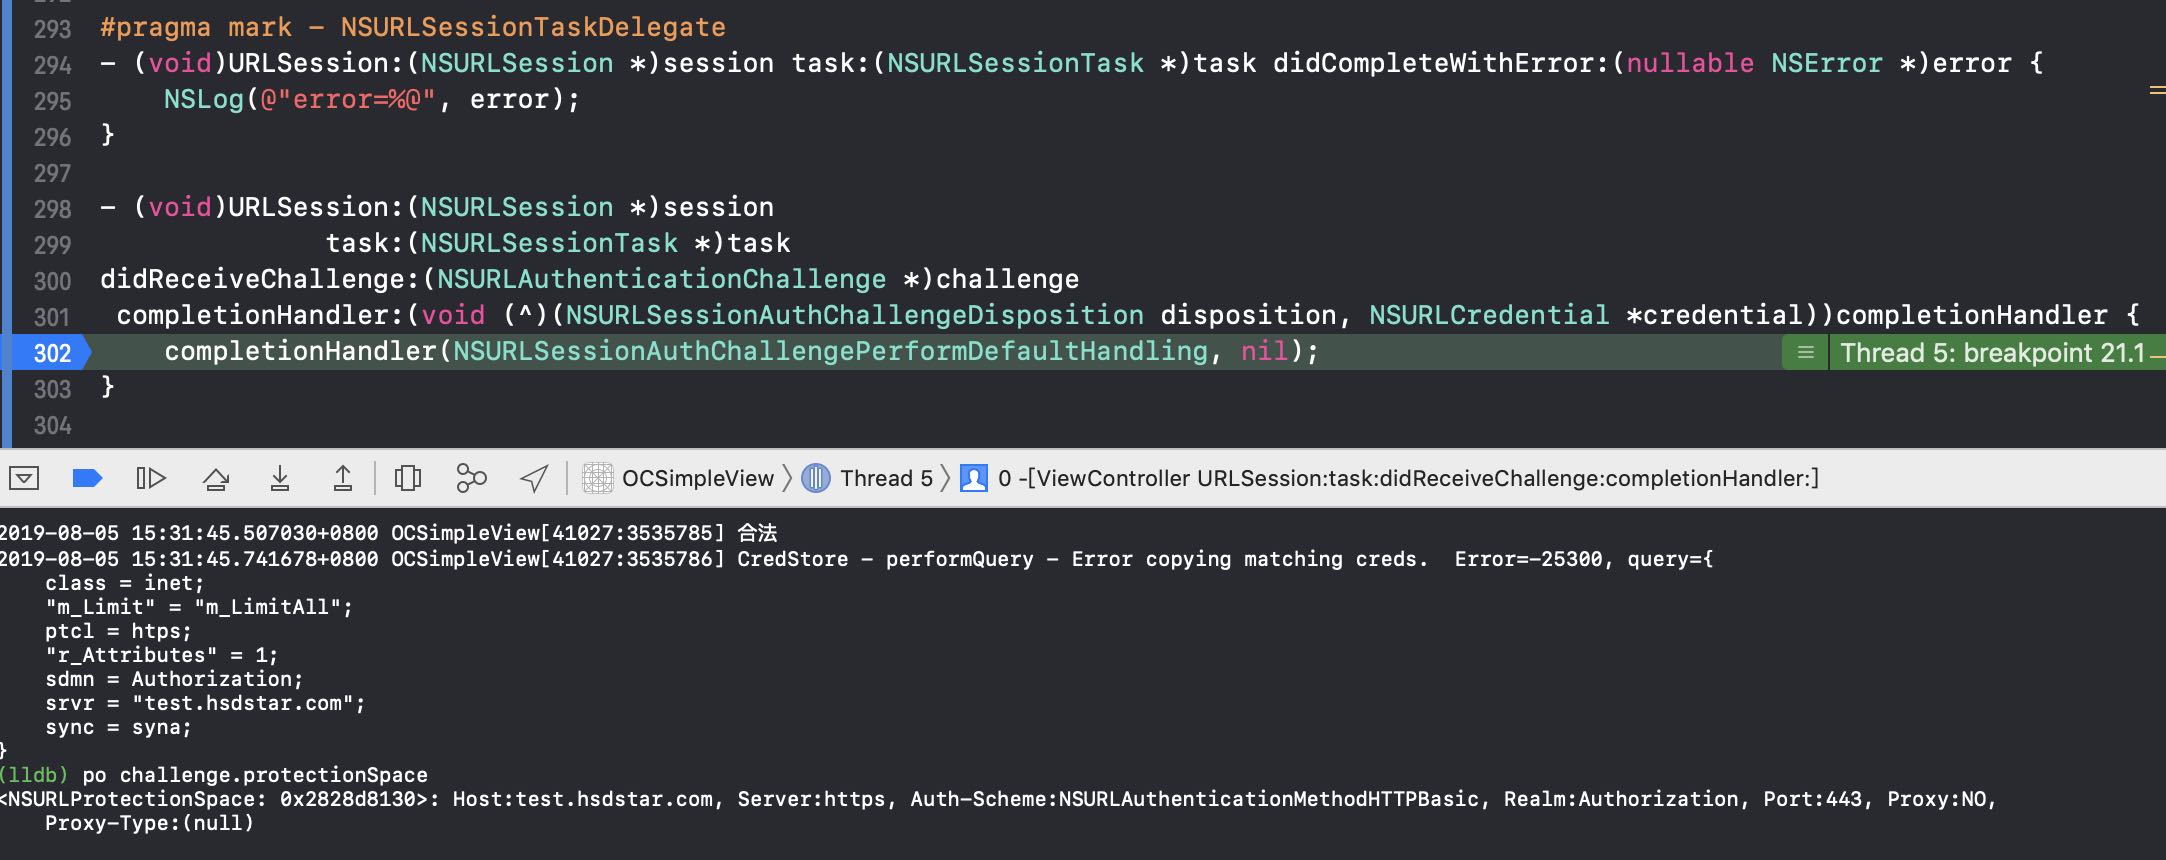 293 #pragma mark - NSURLSessionTaskDelegate
294 - (void)URLSession:(NSURLSession *)session task:(NSURLSessionTask *)task didCompleteWithError:(nullable NSError *)error {
295 NSLog(@"error=%@", error);
296 }
297
298 - (void)URLSession:(NSURLSession *)session
299 task:(NSURLSessionTask *)task
300 didReceiveChallenge:(NSURLAuthenticationChallenge *)challenge
301 completionHandler:(void (^)(NSURLSessionAuthChallengeDisposition disposition, NSURLCredential *credential))completionHandler {
302 completionHandler(NSURLSessionAuthChallengePerformDefaultHandling, nil); Thread 5: breakpoint 21.1
303 }
304
OCSimpleView 〉 Thread 5 〉 0 -[ViewController URLSession:task:didReceiveChallenge:completionHandler:]
2019-08-05 15:31:45.507030+0800 OCSimpleView[41027:3535785] 合法
2019-08-05 15:31:45.741678+0800 OCSimpleView[41027:3535786] CredStore - performQuery - Error copying matching creds.  Error=-25300, query={
class = inet;
"m_Limit" = "m_LimitAll";
ptcl = htps;
"r_Attributes" = 1;
sdmn = Authorization;
srvr = "test.hsdstar.com";
sync = syna;
}
(lldb) po challenge.protectionSpace
<NSURLProtectionSpace: 0x2828d8130>: Host:test.hsdstar.com, Server:https, Auth-Scheme:NSURLAuthenticationMethodHTTPBasic, Realm:Authorization, Port:443, Proxy:NO,
Proxy-Type:(null)